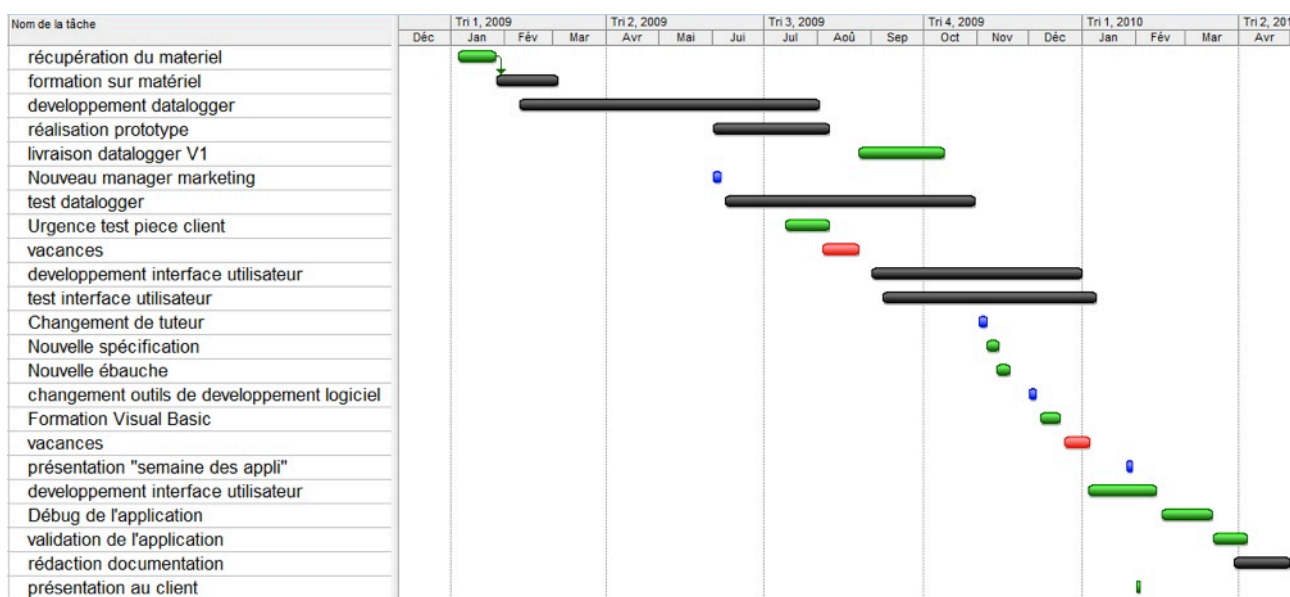 Nom de la tâche
Tri 1, 2009 Tri 2, 2009 Tri 3, 2009 Tri 4, 2009 Tri 1, 2010 Tri 2, 201
Déc Jan Fév Mar Avr Mai Jui Jul Aoû Sep Oct Nov Déc Jan Fév Mar Avr
récupération du materiel
formation sur matériel
developpement datalogger
réalisation prototype
livraison datalogger V1
Nouveau manager marketing
test datalogger
Urgence test piece client
vacances
developpement interface utilisateur
test interface utilisateur
Changement de tuteur
Nouvelle spécification
Nouvelle ébauche
changement outils de developpement logiciel
Formation Visual Basic
vacances
présentation "semaine des appli"
developpement interface utilisateur
Débug de l'application
validation de l'application
rédaction documentation
présentation au client